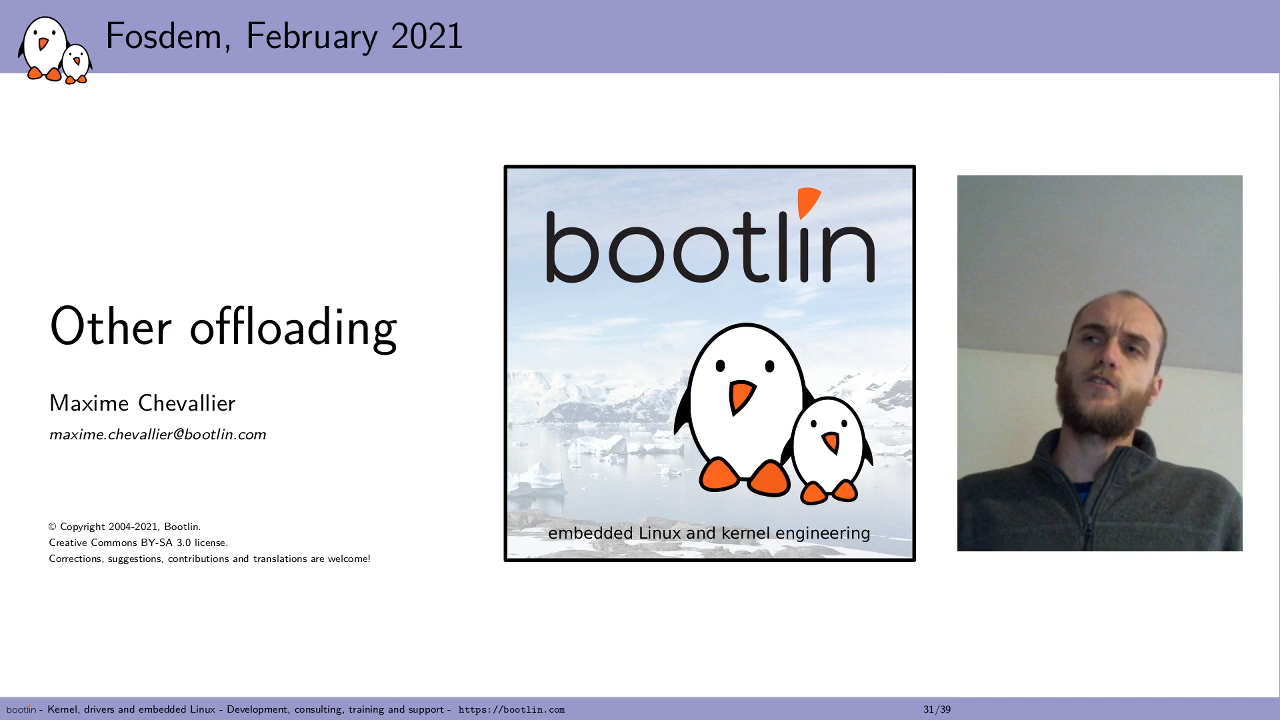 Fosdem, February 2021
bootlin
Other offloading
Maxime Chevallier
maxime.chevallier@bootlin.com
© Copyright 2004-2021, Bootlin.
Creative Commons BY-SA 3.0 license.
Corrections, suggestions, contributions and translations are welcome!
embedded Linux and kernel engineering
bootlin - Kernel, drivers and embedded Linux - Development, consulting, training and support - https://bootlin.com
31/39